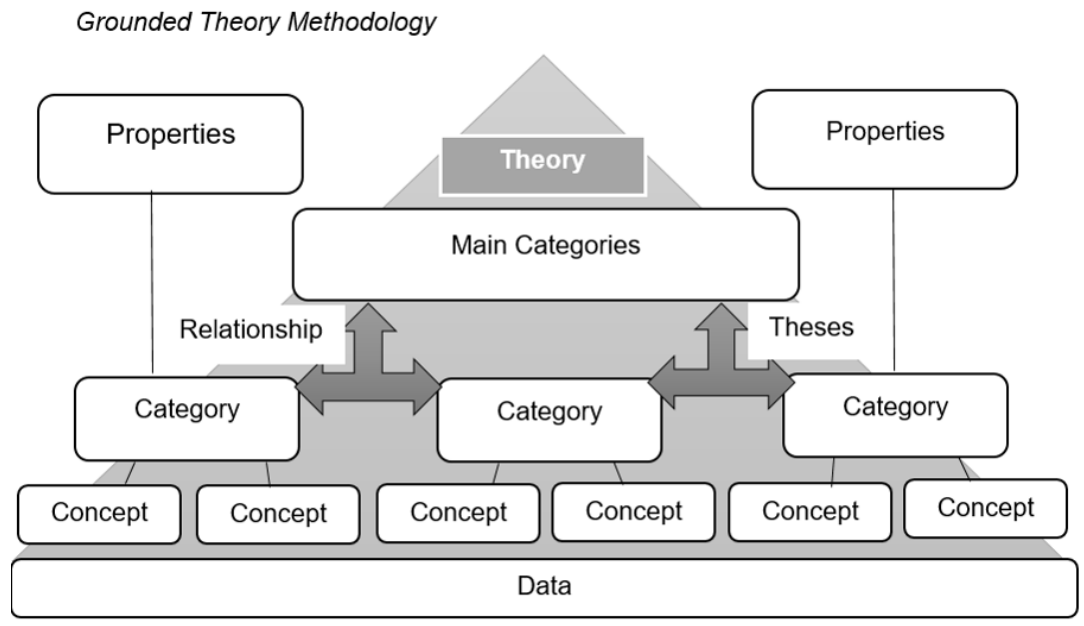 Grounded Theory Methodology
Properties
Properties
Theory
Main Categories
Relationship
Theses
Category
Category
Category
Concept
Concept
Concept
Concept
Concept
Concept
Data